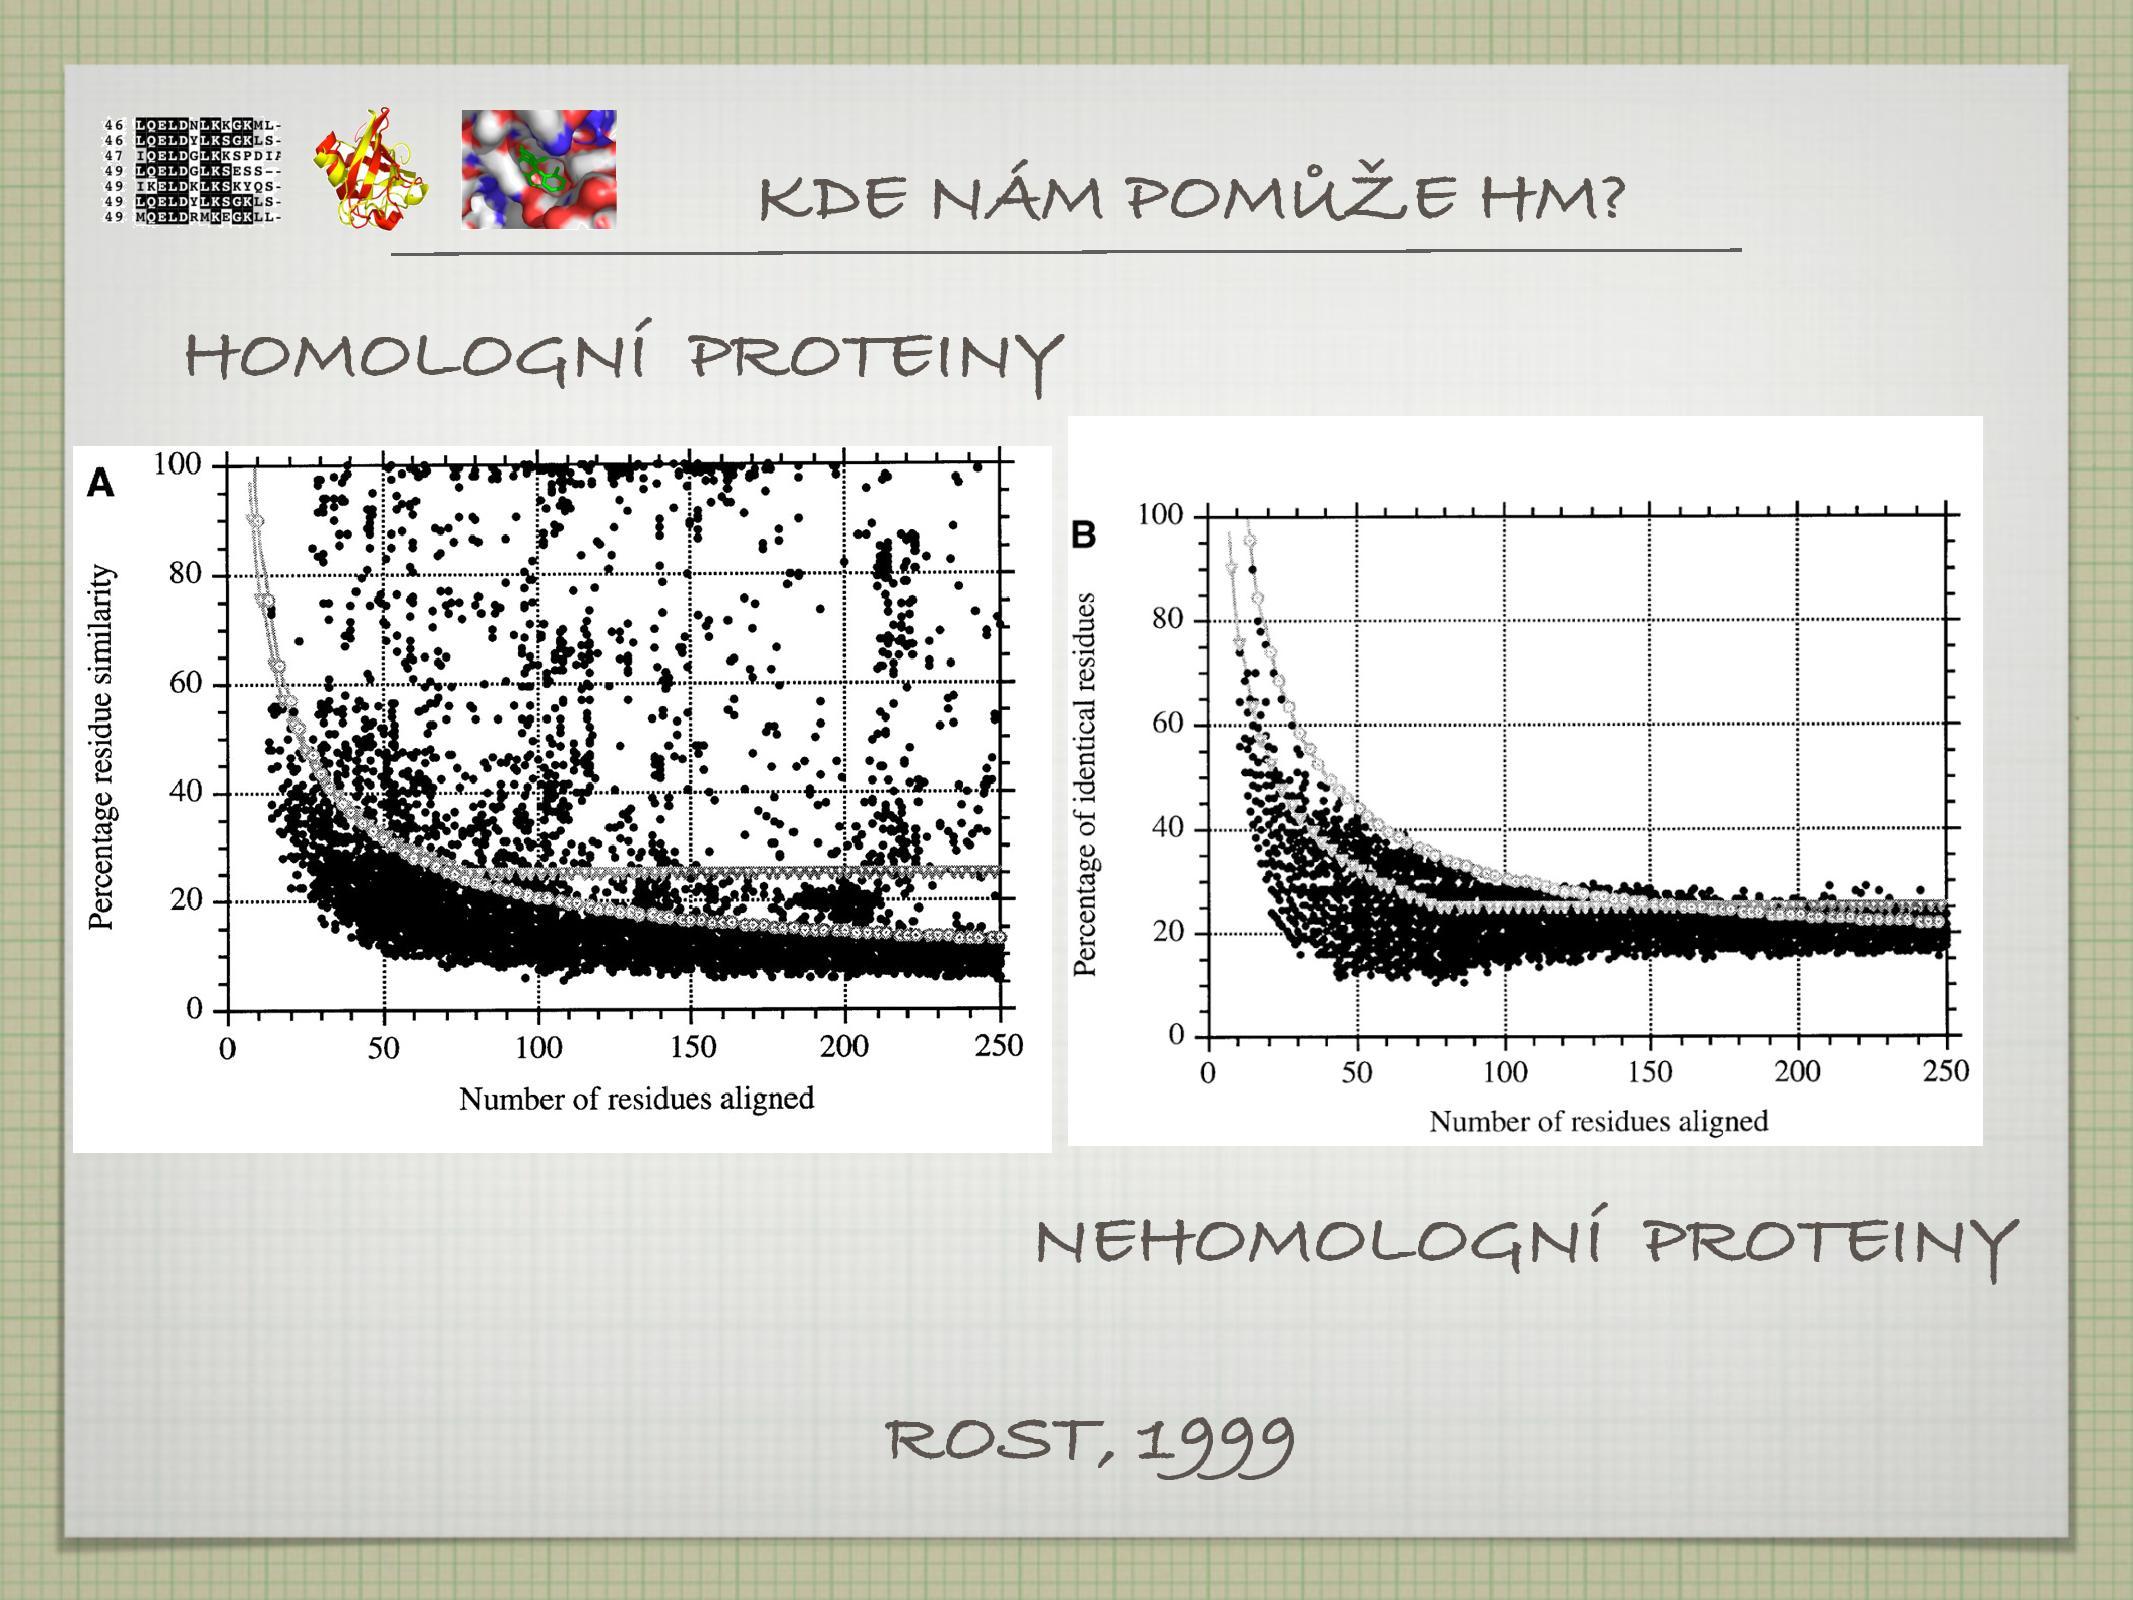 46 LQELDNLKKGKML-
46 LQELDYLKSGKLS-
47 IQELDGLKKSPDI
49 LQELDGLKSESS--
49 IKELDKLKSKYQS-
49 LQELDYLKSGKLS-
49 MQELDRMKEGKLL-
KDE NÁM POMŮŽE HM?
HOMOLOGNÍ PROTEINY
A
Percentage residue similarity
100
80
60
40
20
0
0 50 100 150 200 250
Number of residues aligned
B
Percentage of identical residues
100
80
60
40
20
0
0 50 100 150 200 250
Number of residues aligned
NEHOMOLOGNÍ PROTEINY
ROST, 1999